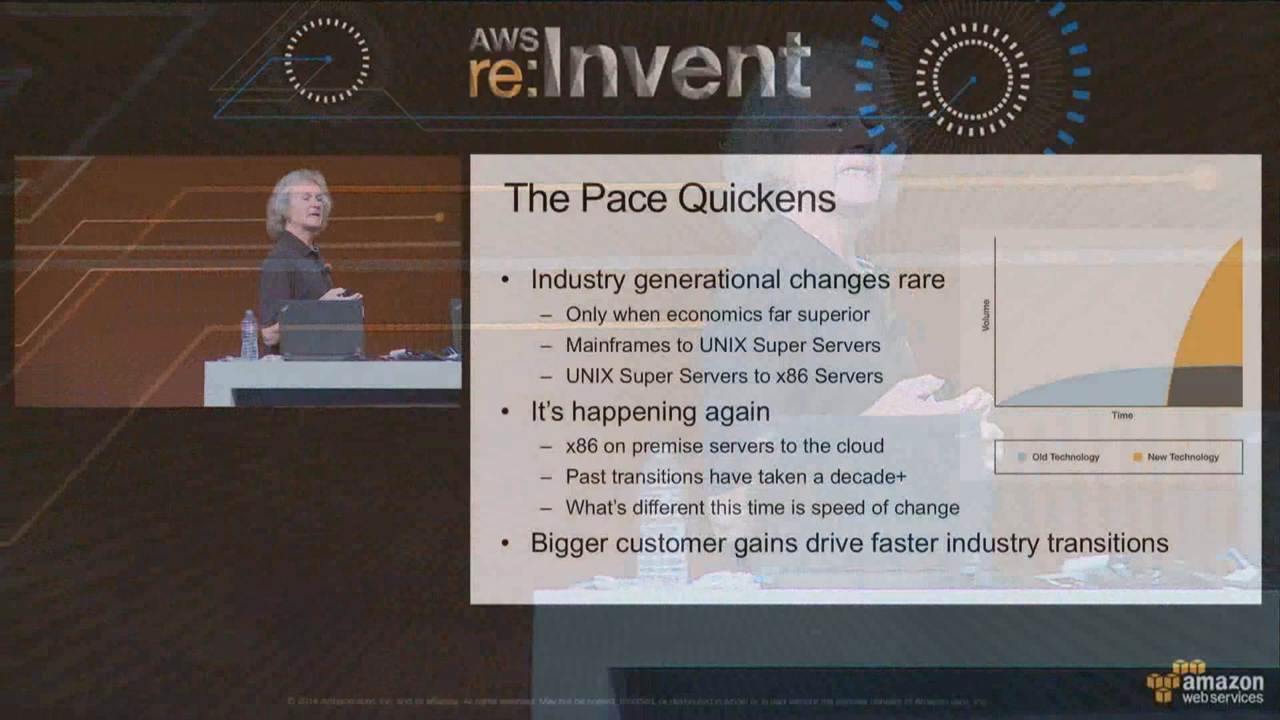 AWS
re:Invent
The Pace Quickens
• Industry generational changes rare
– Only when economics far superior
– Mainframes to UNIX Super Servers
– UNIX Super Servers to x86 Servers
• It's happening again
– x86 on premise servers to the cloud
– Past transitions have taken a decade+
– What's different this time is speed of change
• Bigger customer gains drive faster industry transitions
Volume
Time
Old Technology
New Technology
amazon
web services